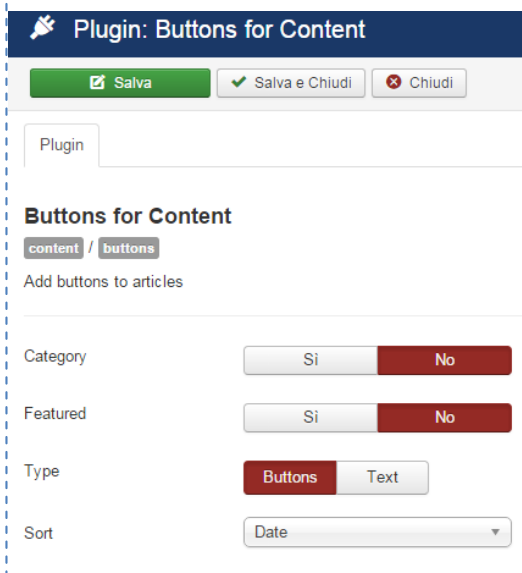 Plugin: Buttons for Content
Salva Salva e Chiudi Chiudi
Plugin
Buttons for Content
content / buttons
Add buttons to articles
Category Sì No
Featured Sì No
Type Buttons Text
Sort Date